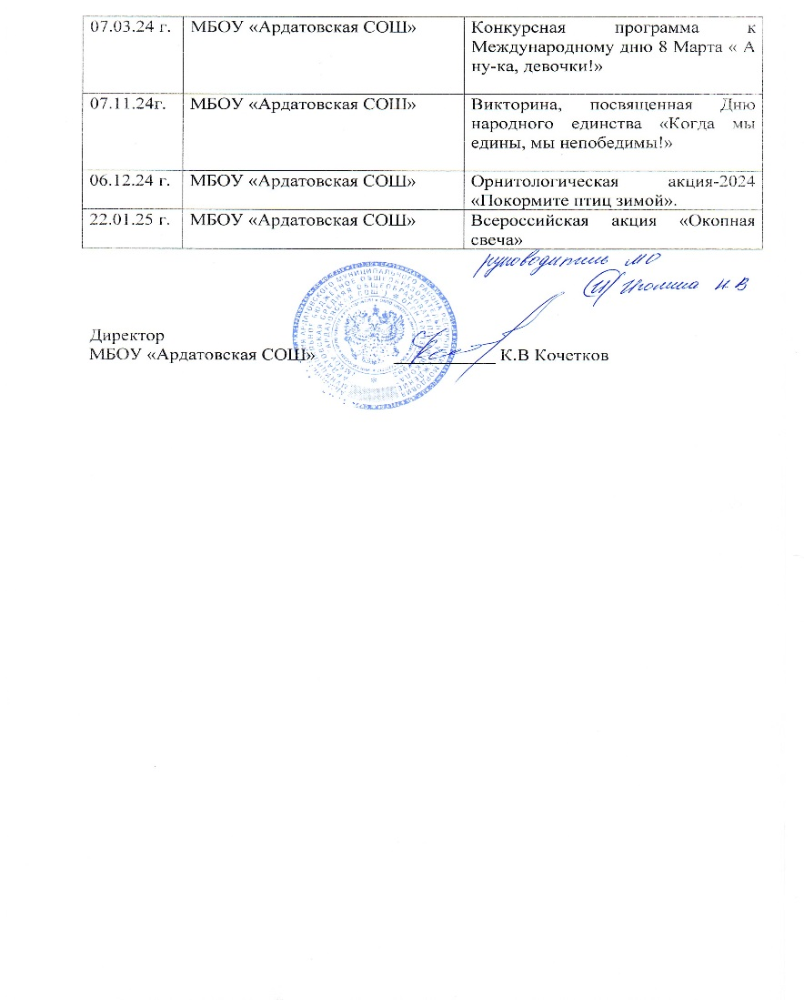 07.03.24 г. МБОУ «Ардатовская СОШ» Конкурсная программа к
Международному дню 8 Марта « А
ну-ка, девочки!»
07.11.24г. МБОУ «Ардатовская СОШ» Викторина, посвященная Дню
народного единства «Когда мы
едины, мы непобедимы!»
06.12.24 г. МБОУ «Ардатовская СОШ» Орнитологическая акция-2024
«Покормите птиц зимой».
22.01.25 г. МБОУ «Ардатовская СОШ» Всероссийская акция «Окопная
свеча»
руководитель МО
Н В
Директор
МБОУ «Ардатовская СОШ» К.В Кочетков